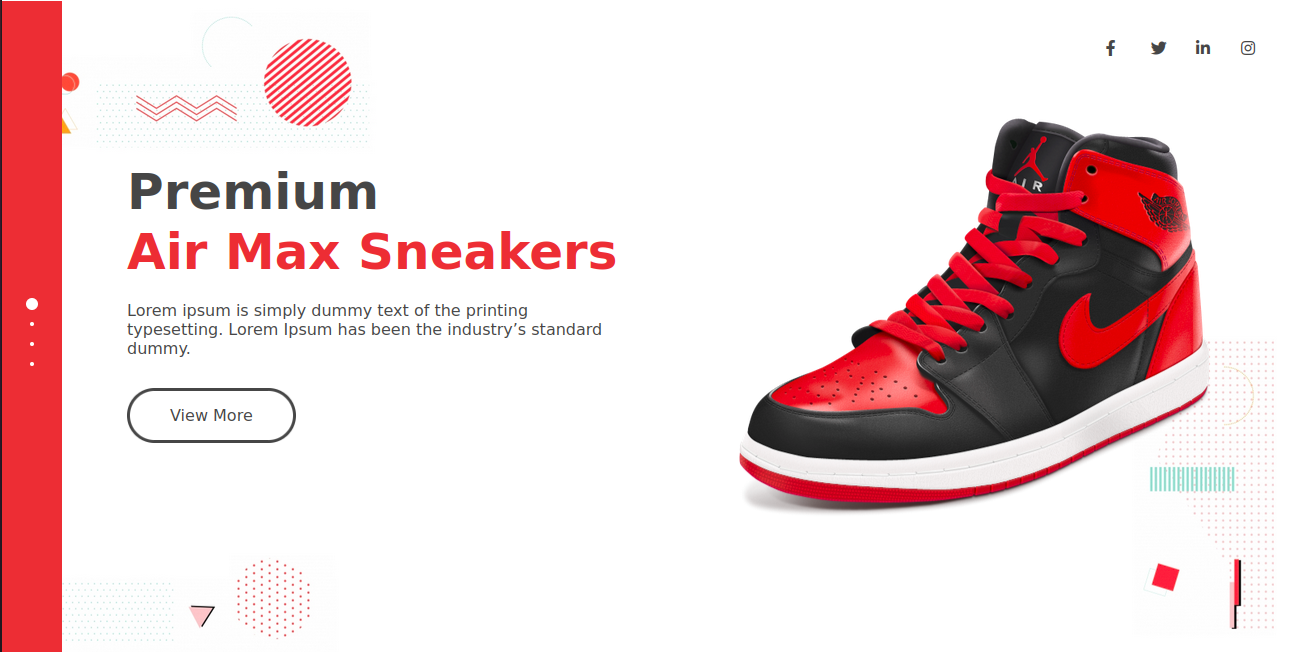 Premium
Air Max Sneakers
Lorem ipsum is simply dummy text of the printing
typesetting. Lorem Ipsum has been the industry’s standard
dummy.
View More
AIR